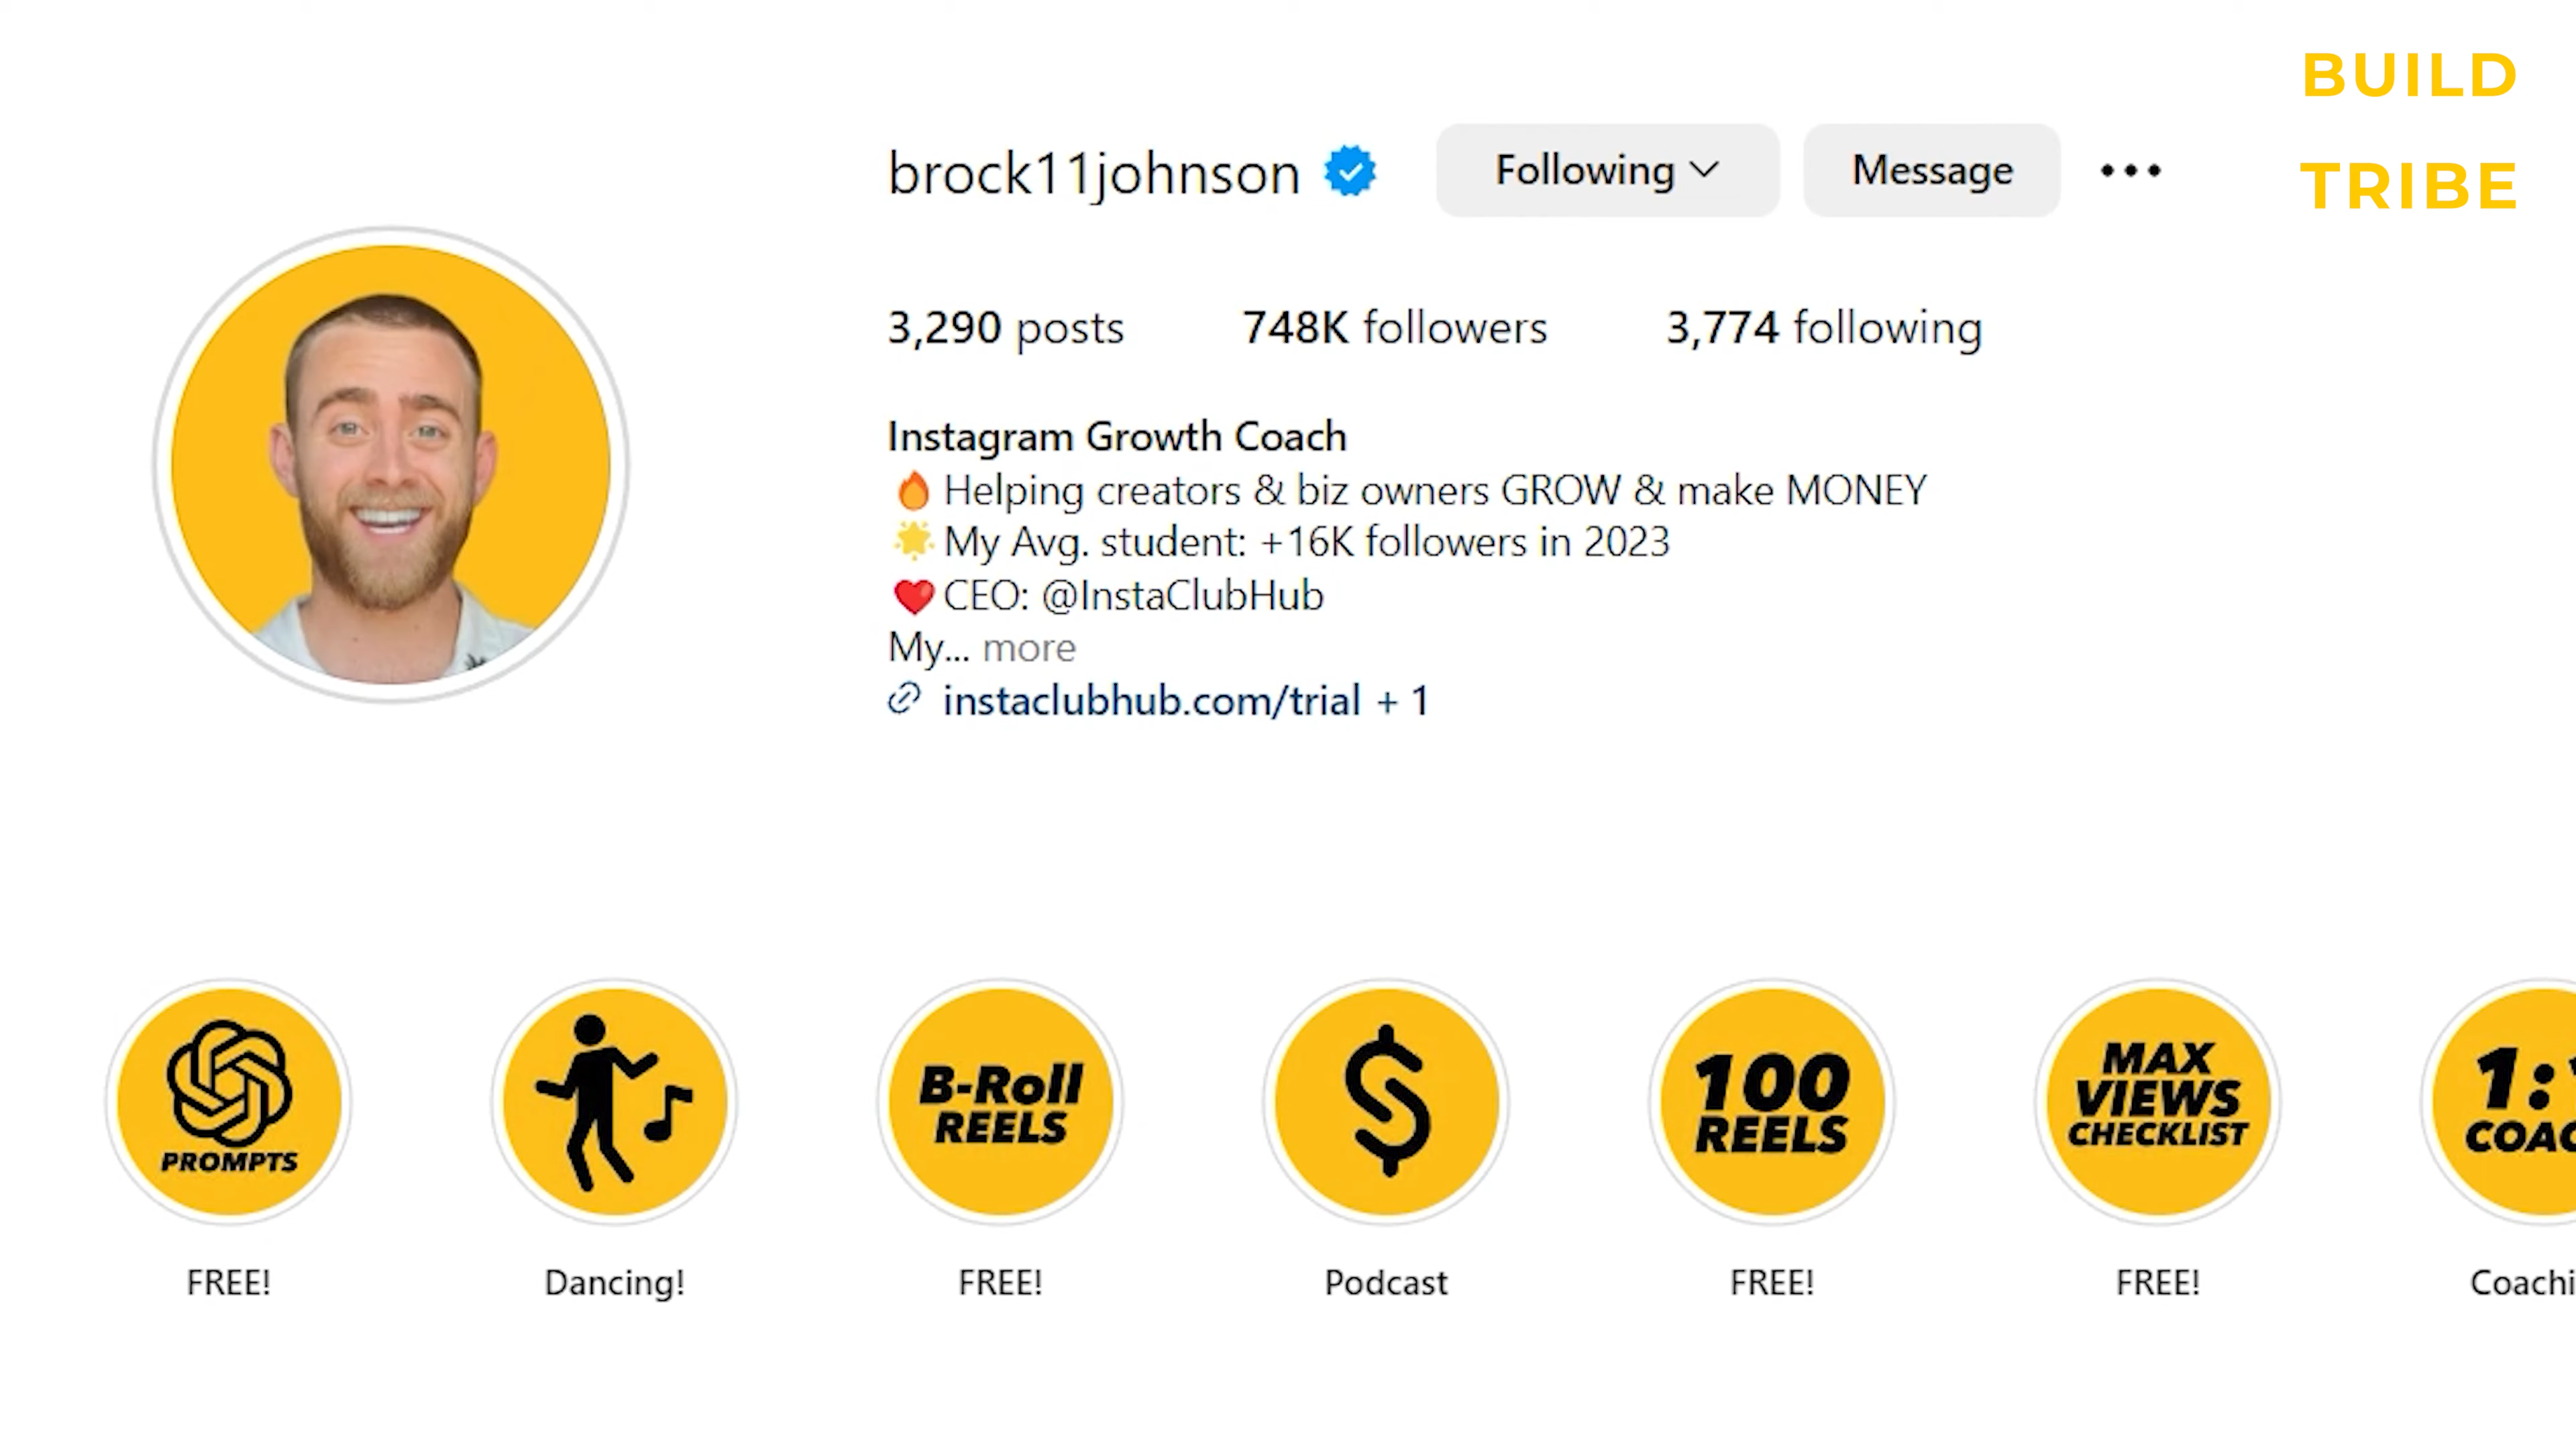 BUILD
TRIBE
brock11johnson Following Message
3,290 posts 748K followers 3,774 following
Instagram Growth Coach
🔥Helping creators & biz owners GROW & make MONEY
🌟My Avg. student: +16K followers in 2023
❤️CEO: @InstaClubHub
My... more
instaclubhub.com/trial + 1
PROMPTS
B-Roll
REELS
100
REELS
MAX
VIEWS
CHECKLIST
FREE! Dancing! FREE! Podcast FREE! FREE!